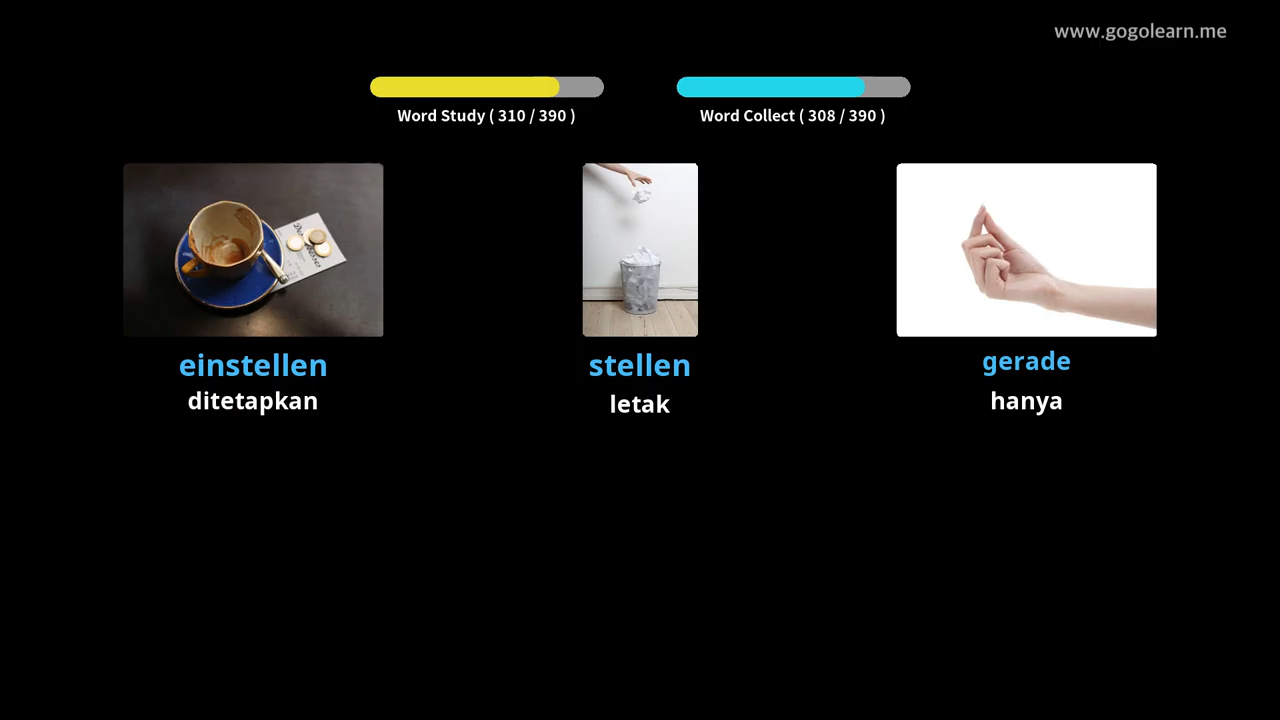 www.gogolearn.me
Word Study ( 310 / 390 )
Word Collect ( 308 / 390 )
einstellen
ditetapkan
stellen
letak
gerade
hanya